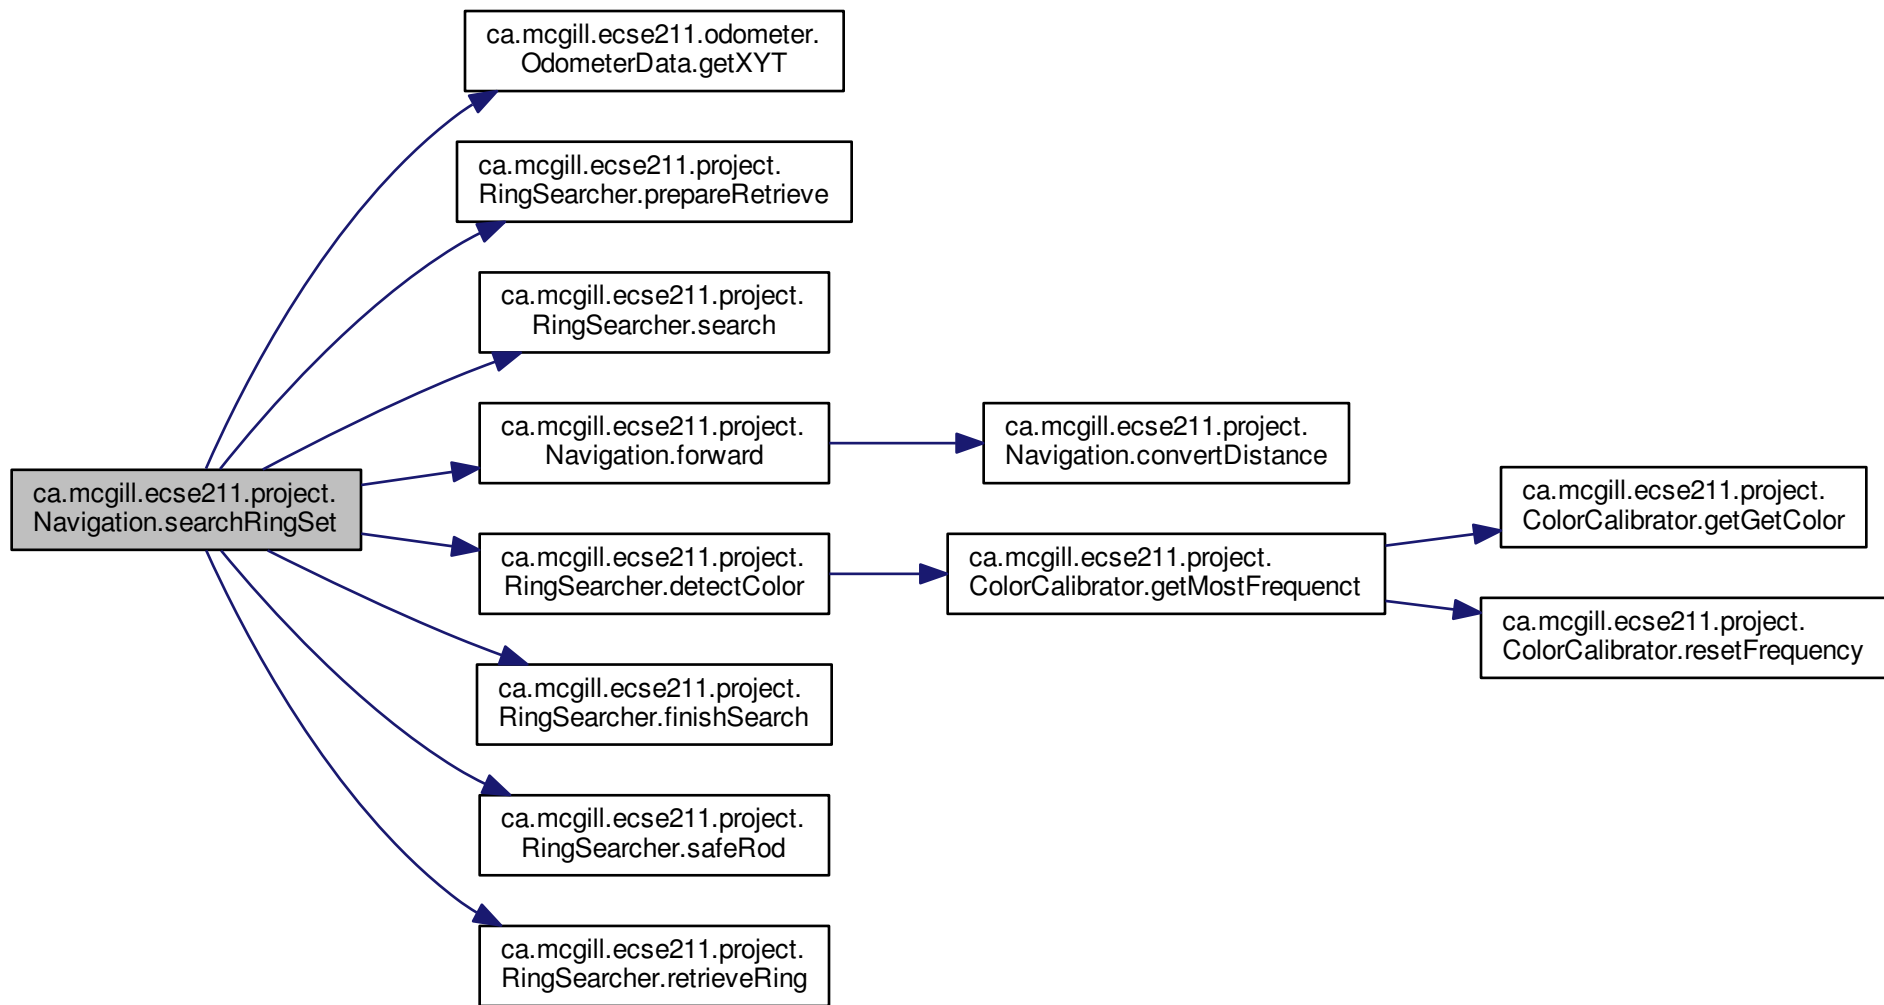 ca.mcgill.ecse211.odometer.
OdometerData.getXYT
ca.mcgill.ecse211.project.
RingSearcher.prepareRetrieve
ca.mcgill.ecse211.project.
RingSearcher.search
ca.mcgill.ecse211.project.
Navigation.forward
ca.mcgill.ecse211.project.
Navigation.convertDistance
ca.mcgill.ecse211.project.
Navigation.searchRingSet
ca.mcgill.ecse211.project.
RingSearcher.detectColor
ca.mcgill.ecse211.project.
ColorCalibrator.getMostFrequenct
ca.mcgill.ecse211.project.
ColorCalibrator.getGetColor
ca.mcgill.ecse211.project.
ColorCalibrator.resetFrequency
ca.mcgill.ecse211.project.
RingSearcher.finishSearch
ca.mcgill.ecse211.project.
RingSearcher.safeRod
ca.mcgill.ecse211.project.
RingSearcher.retrieveRing